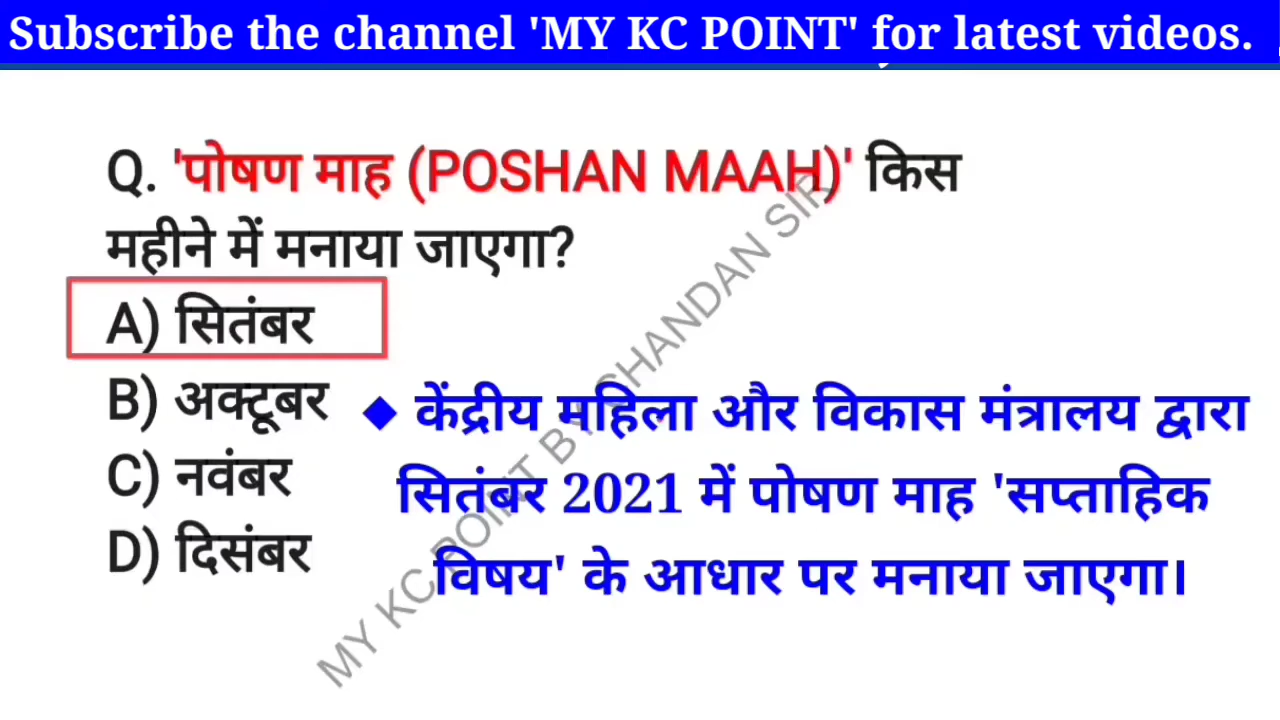 Subscribe the channel 'MY KC POINT' for latest videos.
Q. 'पोषण माह (POSHAN MAAH)' किस
महीने में मनाया जाएगा?
A) सितंबर
B) अक्टूबर
C) नवंबर
D) दिसंबर
◆ केंद्रीय महिला और विकास मंत्रालय द्वारा
सितंबर 2021 में पोषण माह 'सप्ताहिक
विषय' के आधार पर मनाया जाएगा।
MY KC POINT BY CHANDAN SIR